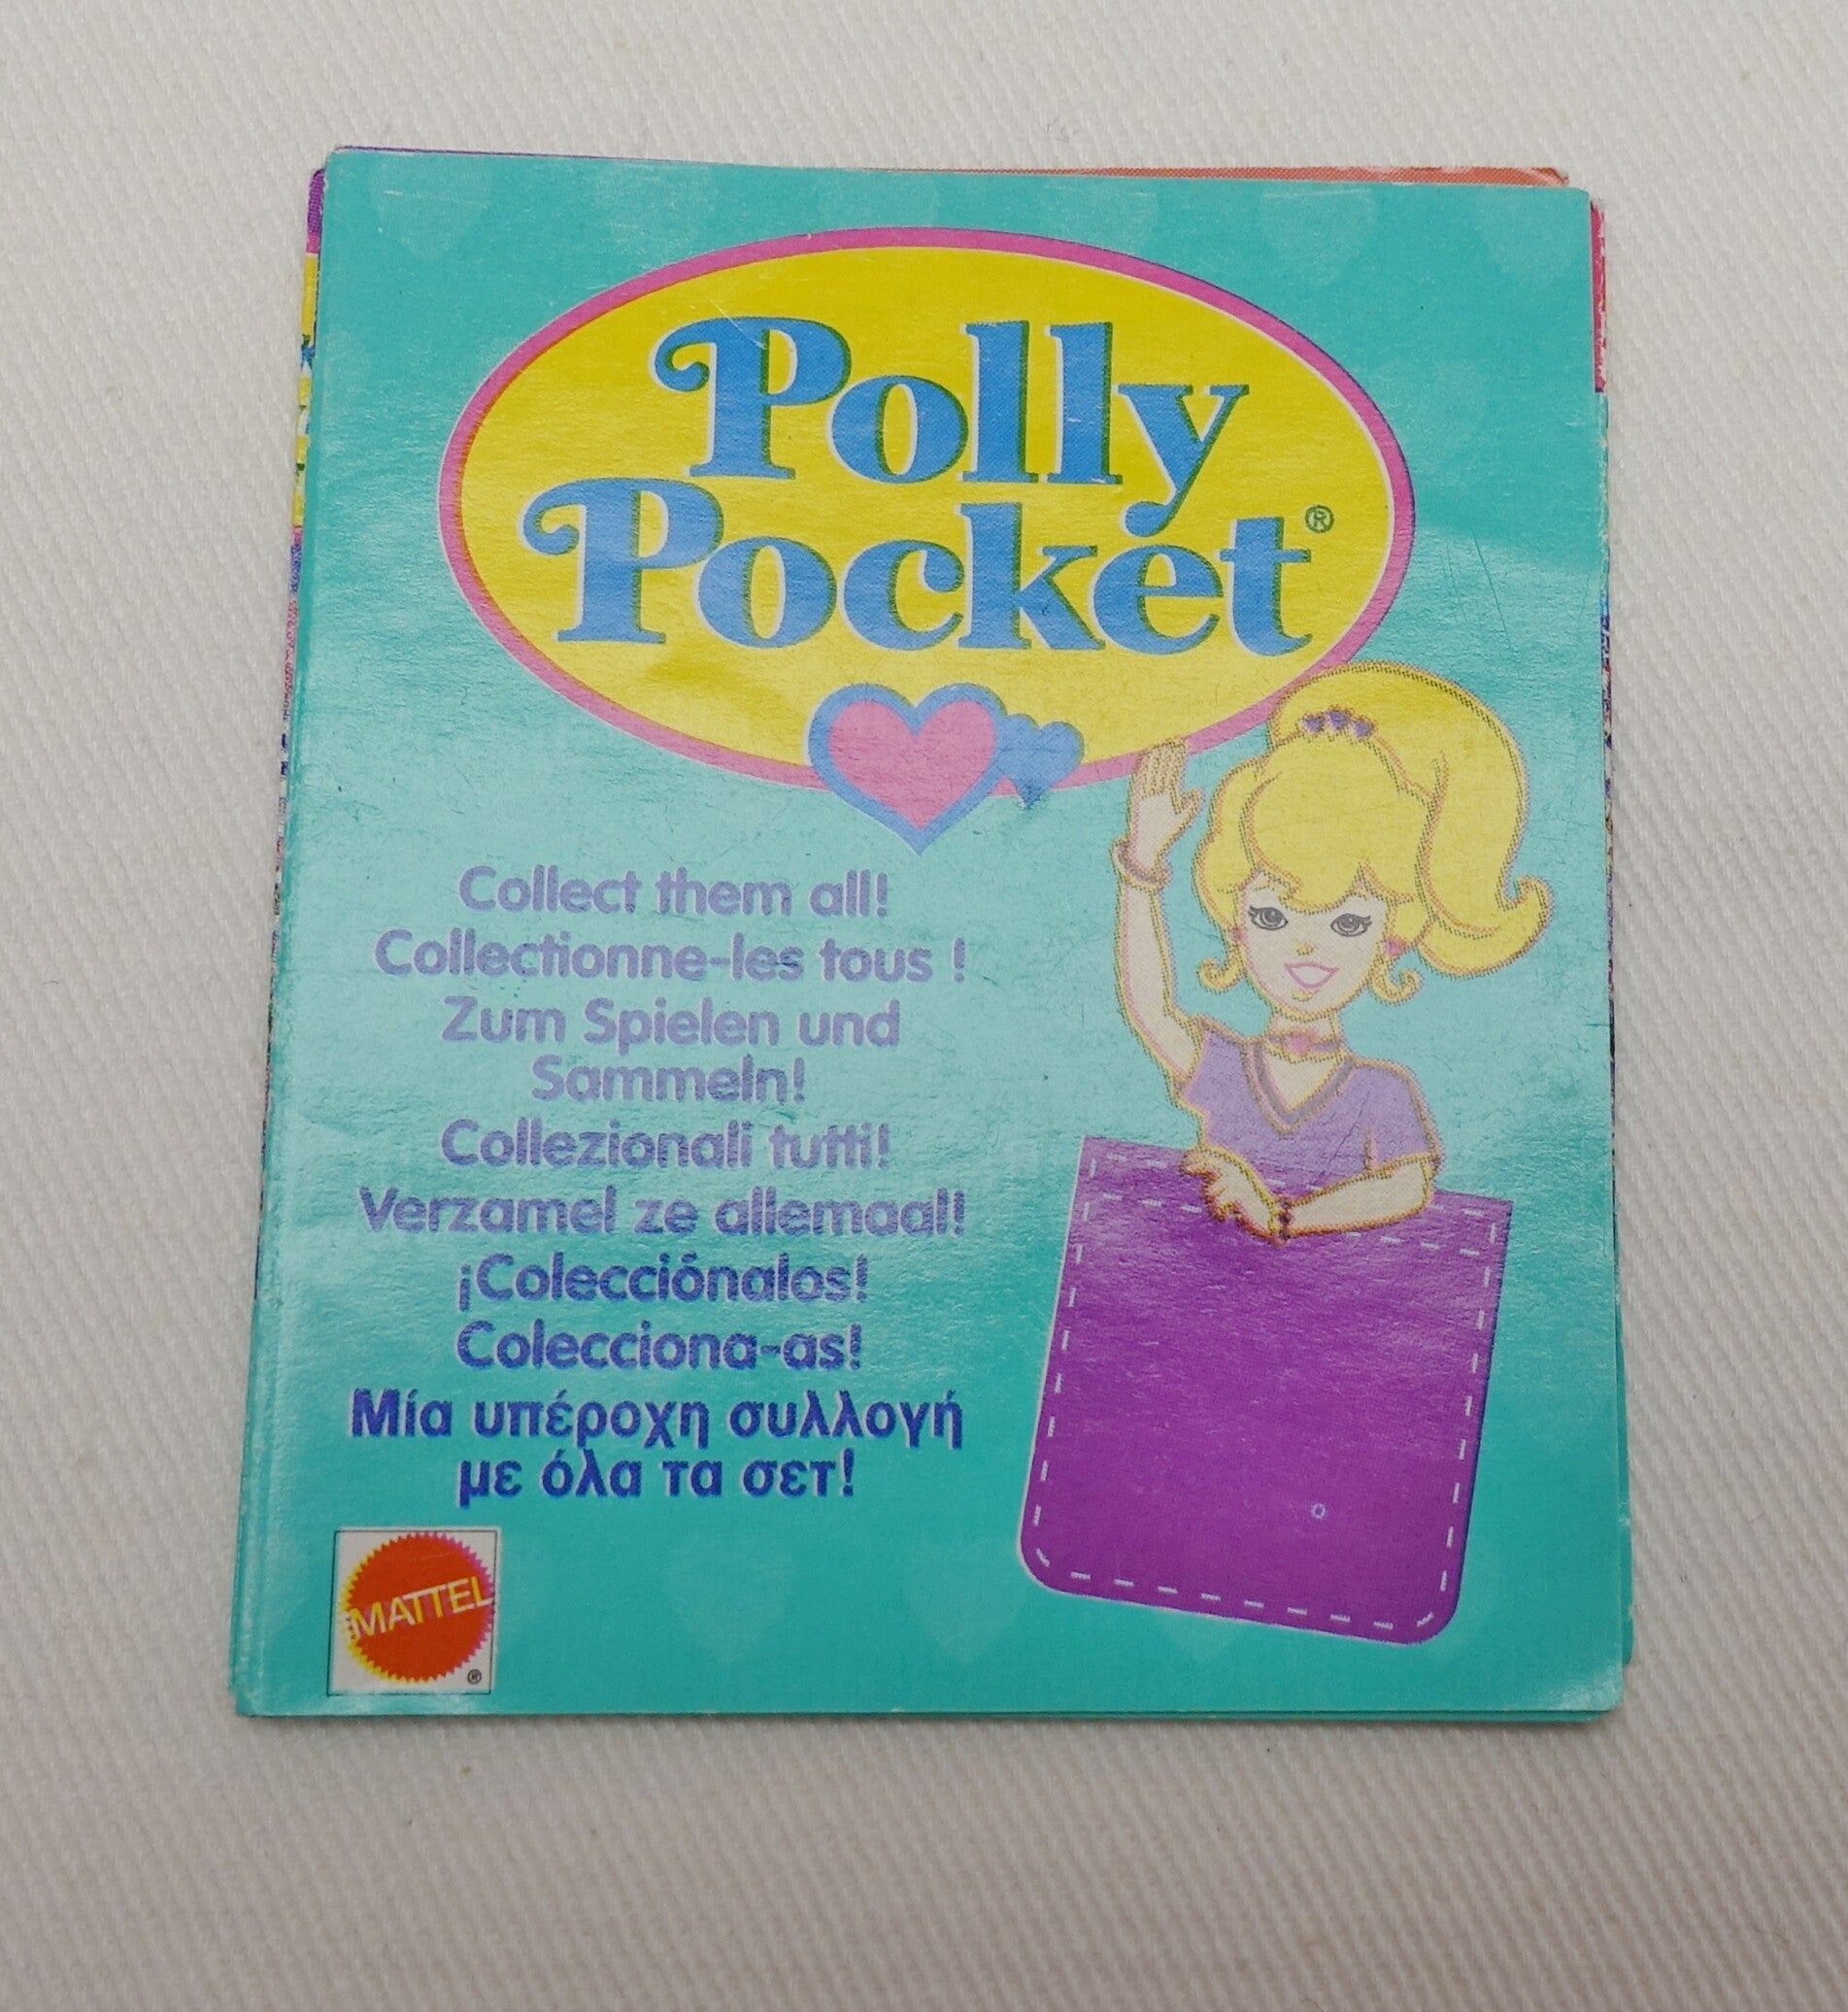 Polly
Pocket®
Collect them all!
Collectionne-les tous !
Zum Spielen und
Sammeln!
Collezionali tutti!
Verzamel ze allemaal!
¡Colecciónalos!
Colecciona-as!
Μία υπέροχη συλλογή
με όλα τα σετ!
MATTEL
®